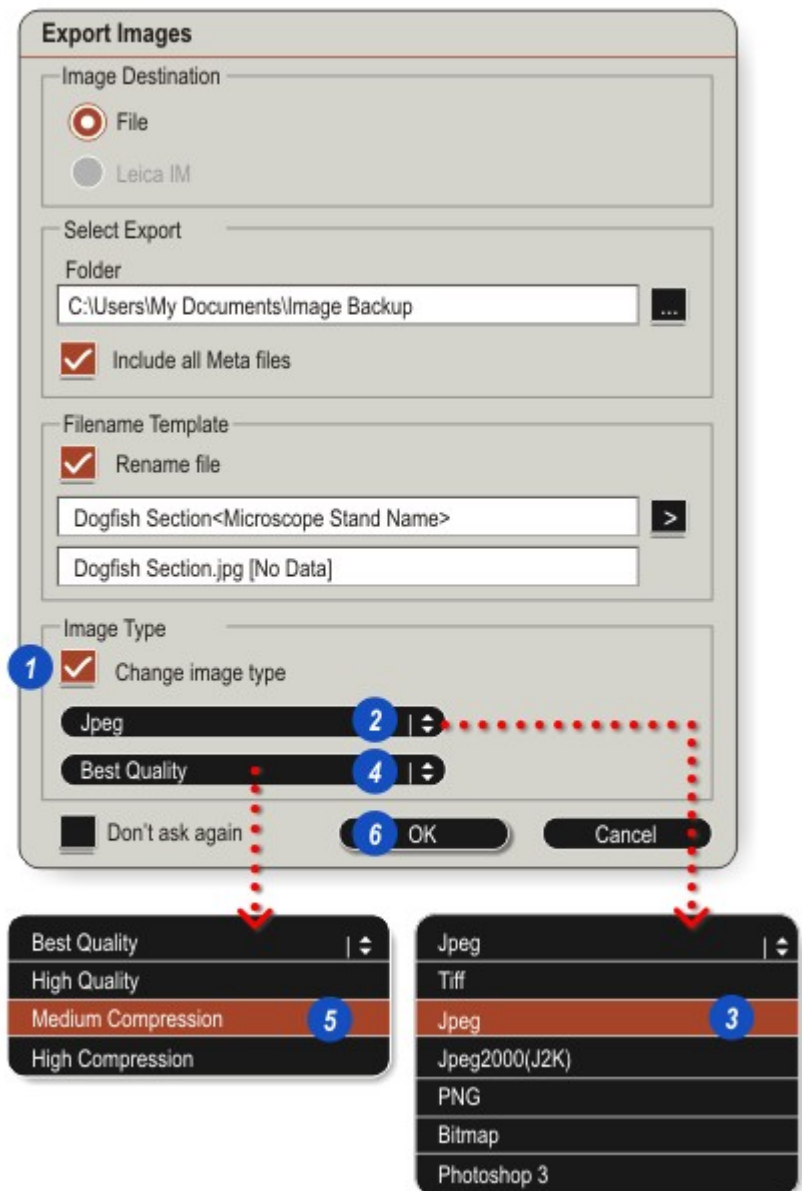 Export Images
Image Destination
File
Leica IM
Select Export
Folder
C:\Users\My Documents\Image Backup
...
Include all Meta files
Filename Template
Rename file
Dogfish Section<Microscope Stand Name>
>
Dogfish Section.jpg [No Data]
Image Type
1
Change image type
Jpeg 2
Best Quality 4
Don't ask again
6 OK
Cancel
Best Quality
High Quality
Medium Compression 5
High Compression
Jpeg
Tiff
Jpeg 3
Jpeg2000(J2K)
PNG
Bitmap
Photoshop 3